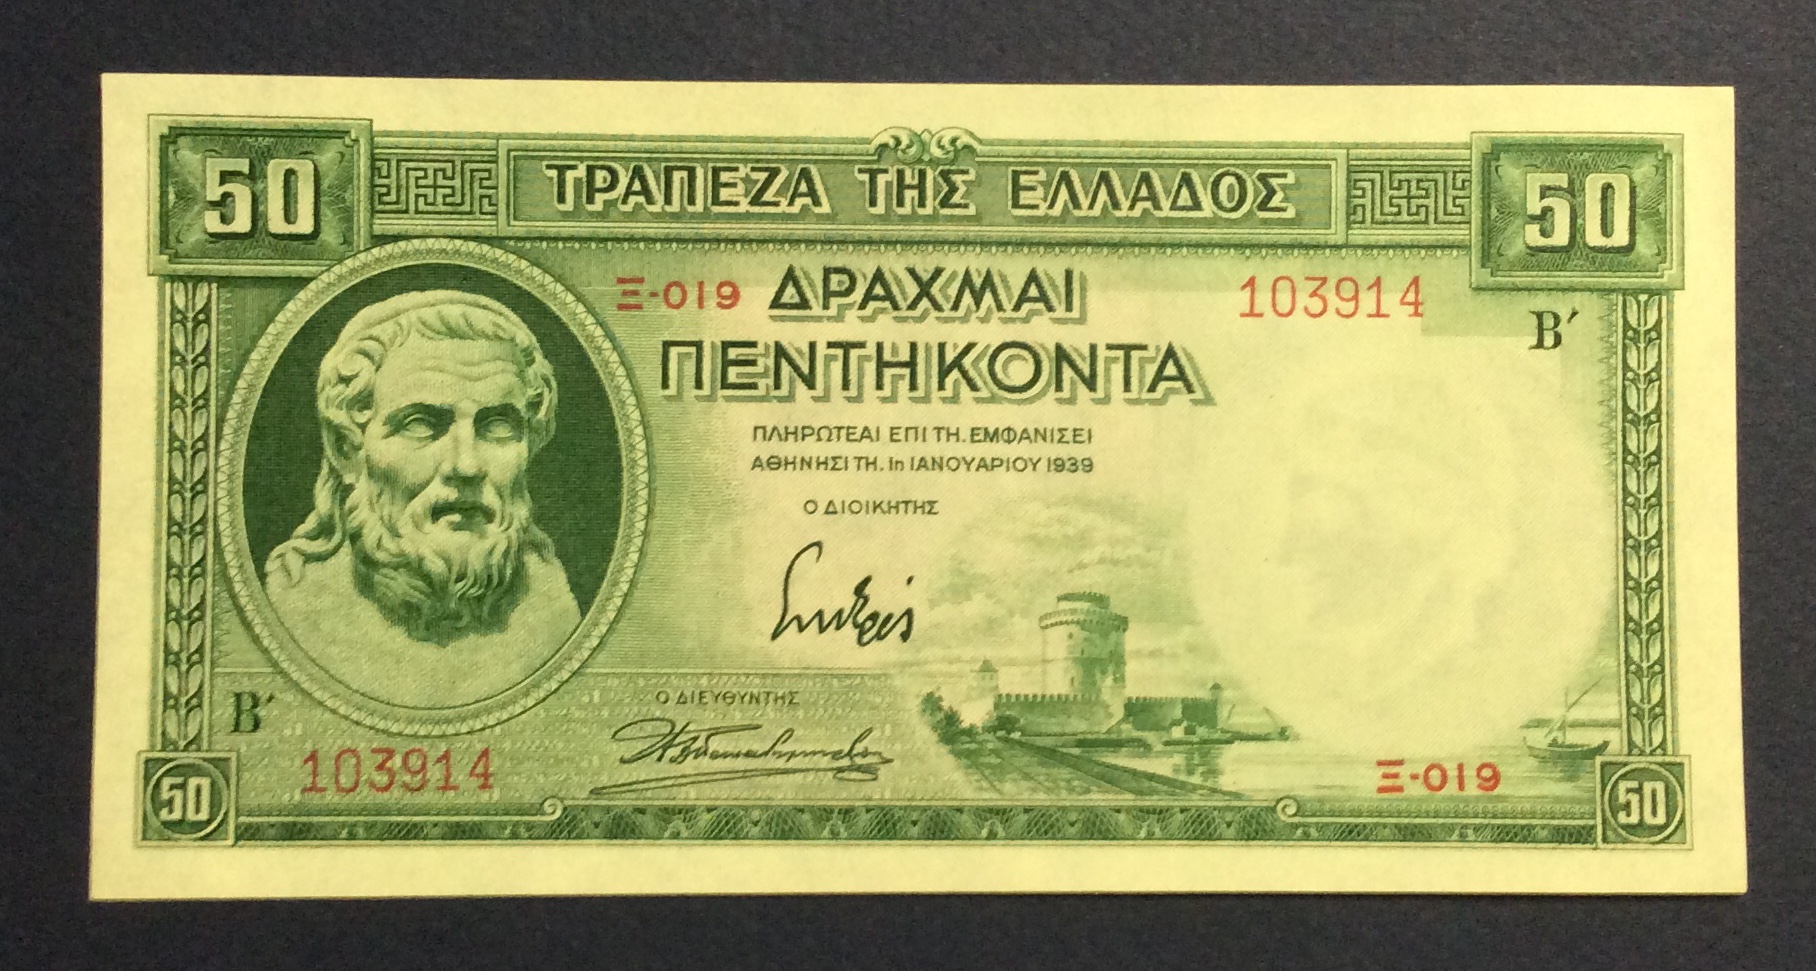 50 ΤΡΑΠΕΖΑ ΤΗΣ ΕΛΛΑΔΟΣ 50
Ξ-019 ΔΡΑΧΜΑΙ 103914
Β΄
ΠΕΝΤΗΚΟΝΤΑ
ΠΛΗΡΩΤΕΑΙ ΕΠΙ ΤΗ. ΕΜΦΑΝΙΣΕΙ
ΑΘΗΝΗΣΙ ΤΗ. 1η ΙΑΝΟΥΑΡΙΟΥ 1939
Ο ΔΙΟΙΚΗΤΗΣ
Ο ΔΙΕΥΘΥΝΤΗΣ
Β΄
103914 Ξ-019
50 50